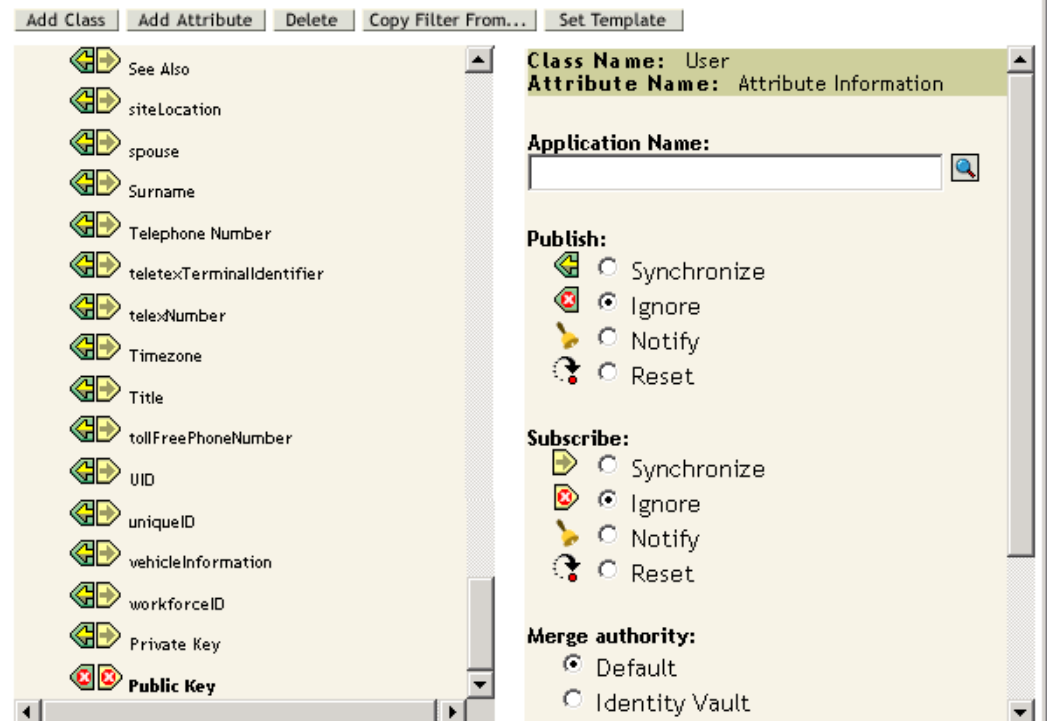 Add Class Add Attribute Delete Copy Filter From... Set Template
See Also
siteLocation
spouse
Surname
Telephone Number
teletexTerminalIdentifier
telexNumber
Timezone
Title
tollFreePhoneNumber
UID
uniqueID
vehicleInformation
workforceID
Private Key
Public Key
Class Name: User
Attribute Name: Attribute Information
Application Name:
Publish:
Synchronize
Ignore
Notify
Reset
Subscribe:
Synchronize
Ignore
Notify
Reset
Merge authority:
Default
Identity Vault